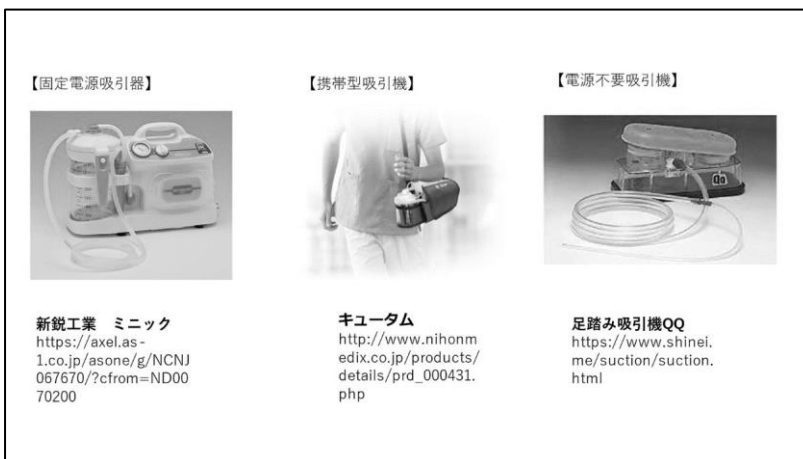 【固定電源吸引器】
【携帯型吸引機】
【電源不要吸引機】
新鋭工業　ミニック
https://axel.as-
1.co.jp/asone/g/NCNJ
067670/?cfrom=ND00
70200
キュータム
http://www.nihonm
edix.co.jp/products/
details/prd_000431.
php
足踏み吸引機QQ
https://www.shinei.
me/suction/suction.
html